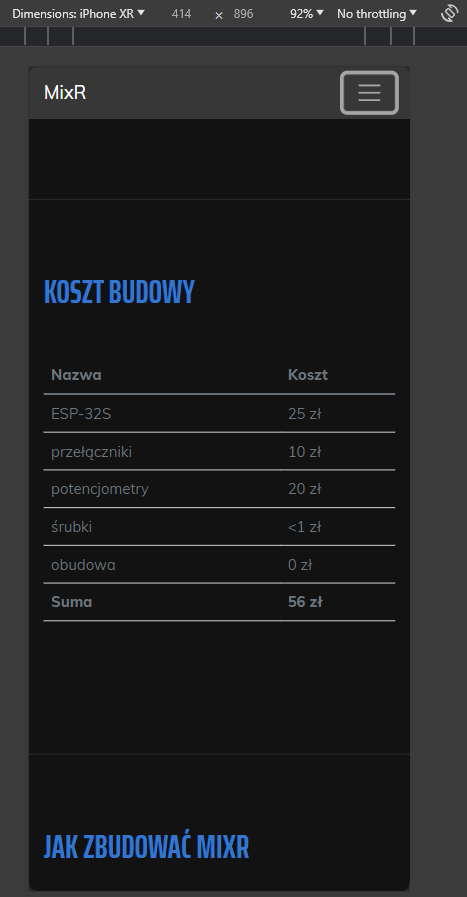 Dimensions: iPhone XR 414 × 896 92% No throttling
MixR
KOSZT BUDOWY
Nazwa Koszt
ESP-32S 25 zł
przełączniki 10 zł
potencjometry 20 zł
śrubki <1 zł
obudowa 0 zł
Suma 56 zł
JAK ZBUDOWAĆ MIXR